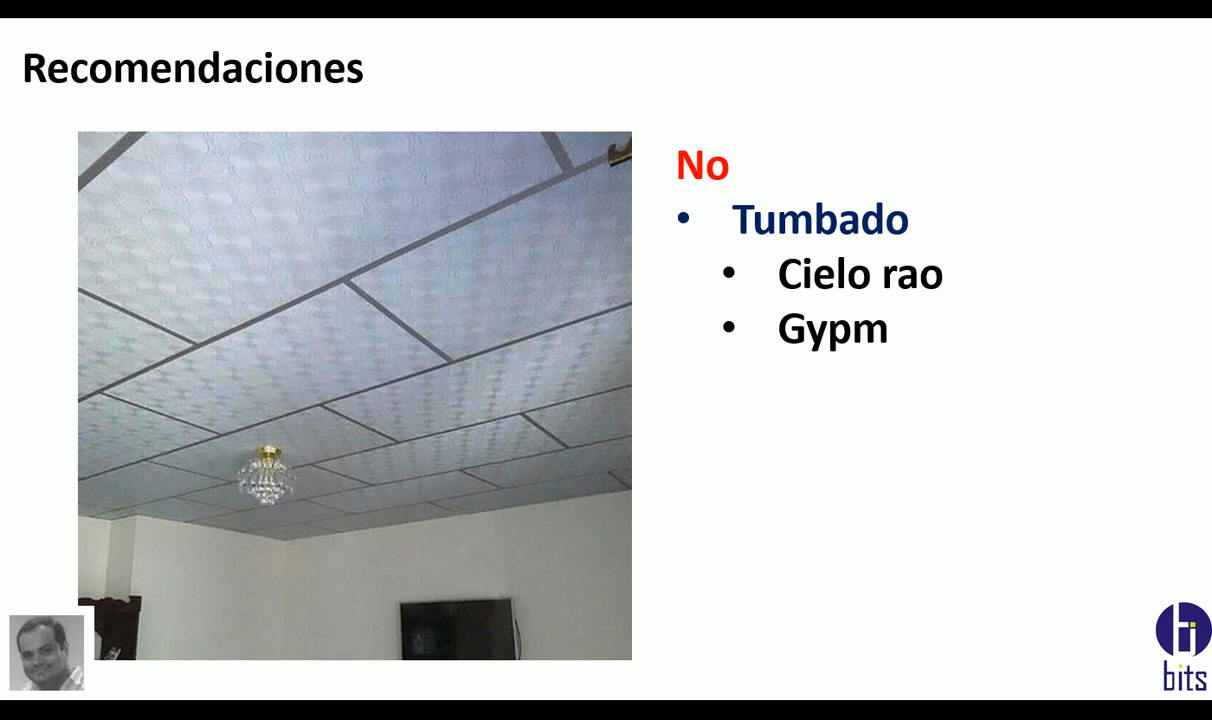 Recomendaciones
No
• Tumbado
• Cielo rao
• Gypm
bits